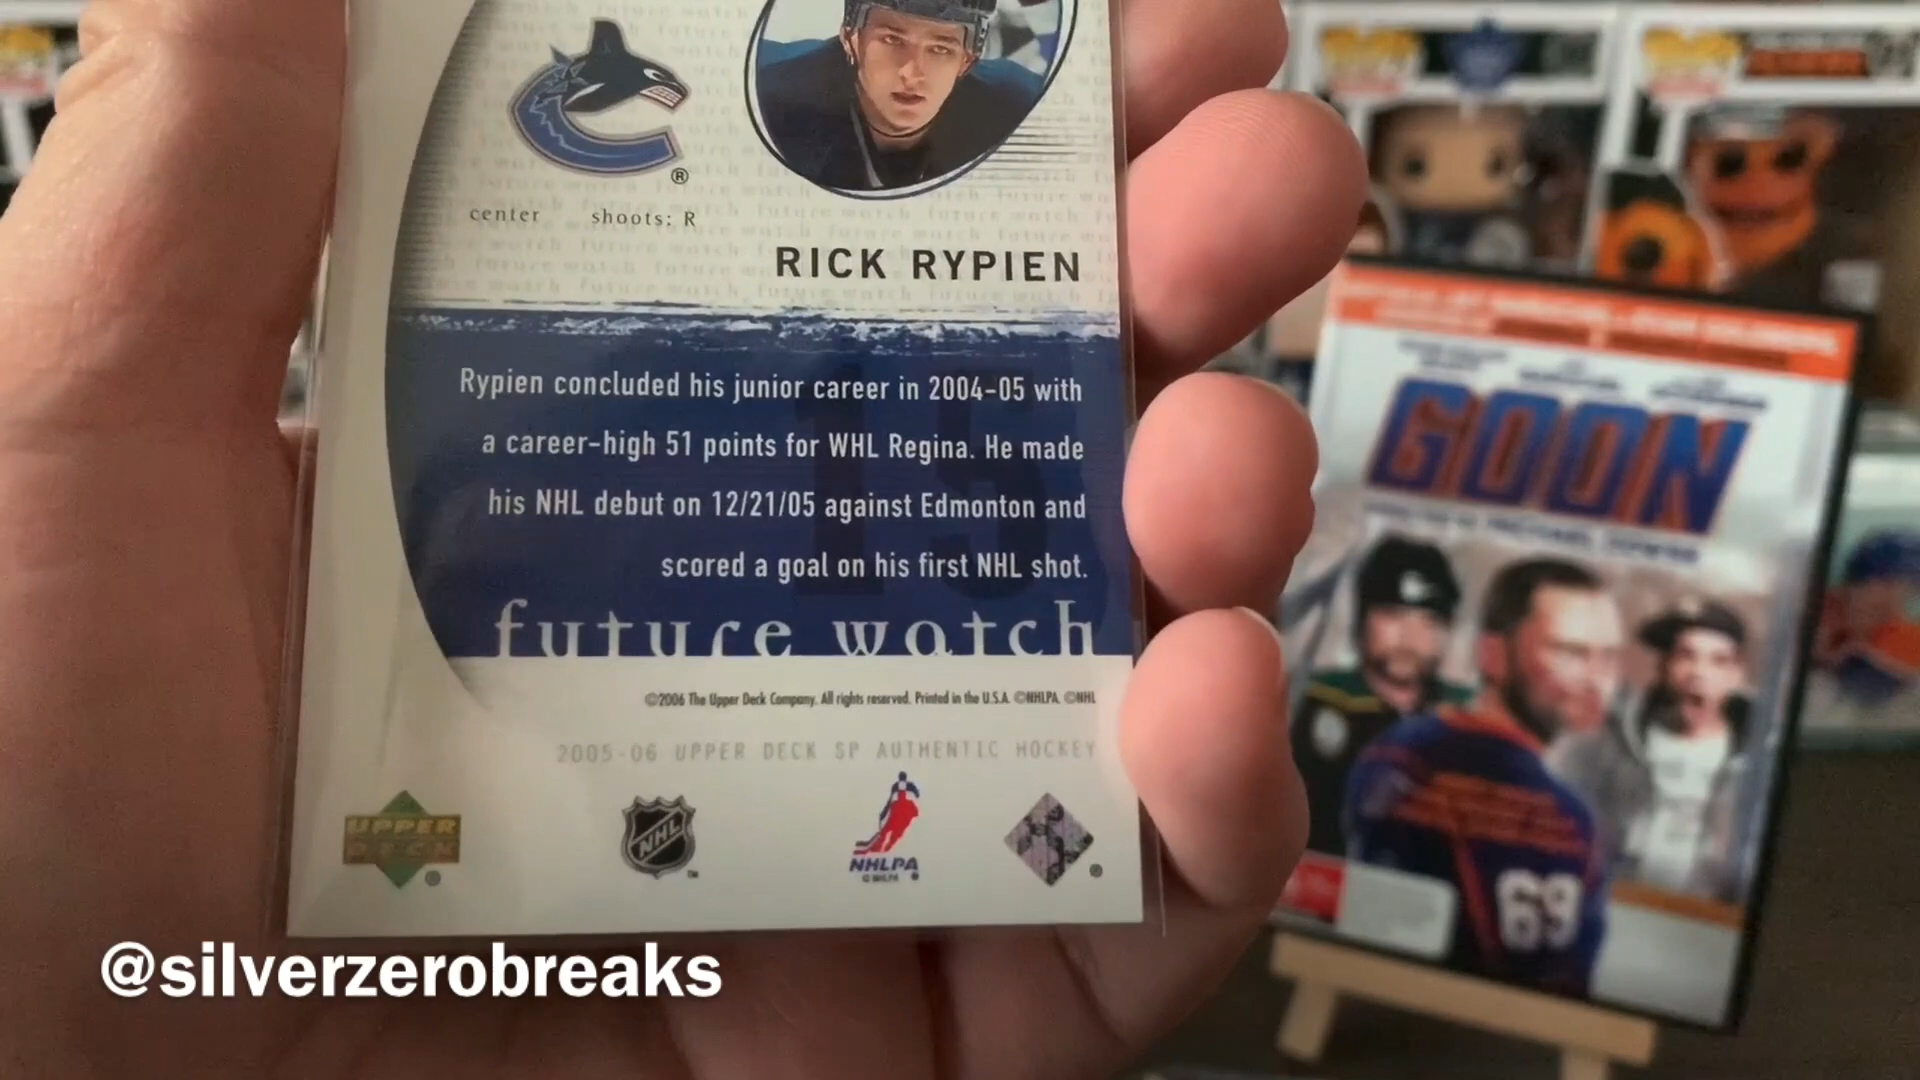 center shoots: R
RICK RYPIEN
Rypien concluded his junior career in 2004-05 with
a career-high 51 points for WHL Regina. He made
his NHL debut on 12/21/05 against Edmonton and
scored a goal on his first NHL shot.
future watch
©2006 The Upper Deck Company. All rights reserved. Printed in the U.S.A. ©NHLPA. ©NHL
2005-06 UPPER DECK SP AUTHENTIC HOCKEY
UPPER
DECK
NHL
NHLPA
GOON
69
@silverzerobreaks